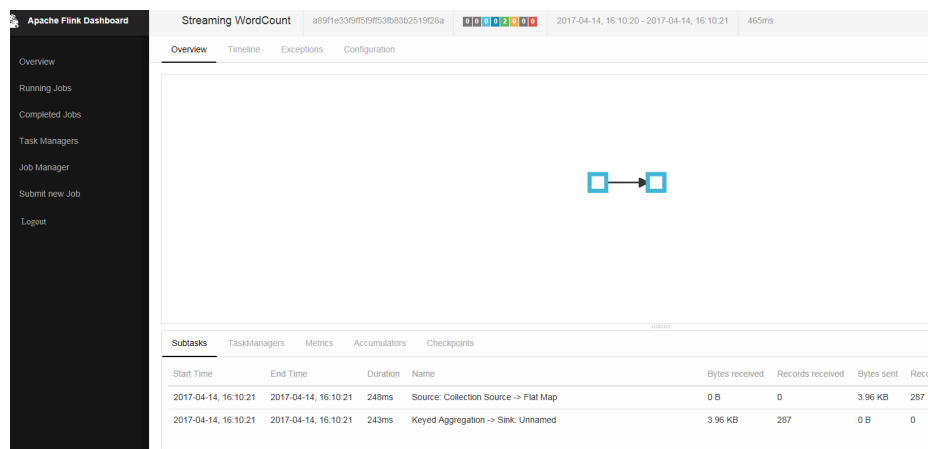 Apache Flink Dashboard
Streaming WordCount
0 0 0 0 2 0 0 0
2017-04-14, 16:10:20 - 2017-04-14, 16:10:21
465ms
Overview
Running Jobs
Completed Jobs
Task Managers
Job Manager
Submit new Job
Logout
Overview Timeline Exceptions Configuration
Subtasks TaskManagers Metrics Accumulators Checkpoints
Start Time End Time Duration Name Bytes received Records received Bytes sent Reco
2017-04-14, 16:10:21 2017-04-14, 16:10:21 248ms Source: Collection Source -> Flat Map 0 B 0 3.96 KB 287
2017-04-14, 16:10:21 2017-04-14, 16:10:21 243ms Keyed Aggregation -> Sink: Unnamed 3.96 KB 287 0 B 0